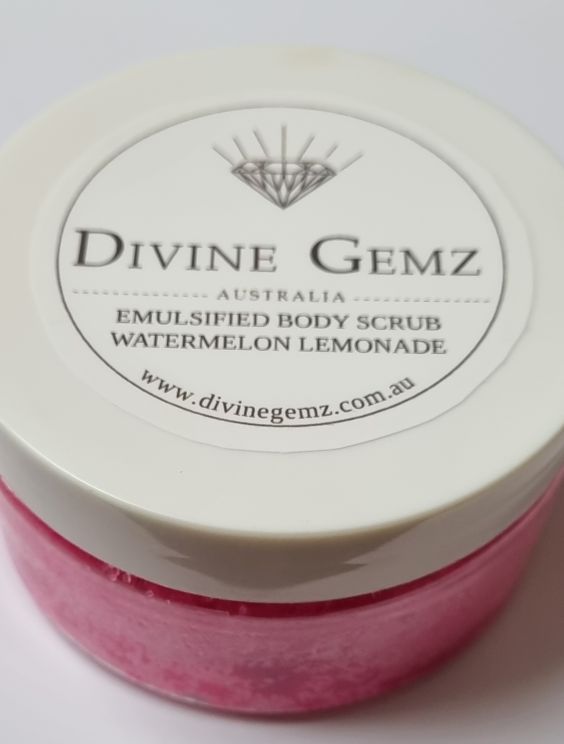 DIVINE GEMZ
AUSTRALIA
EMULSIFIED BODY SCRUB
WATERMELON LEMONADE
www.divinegemz.com.au